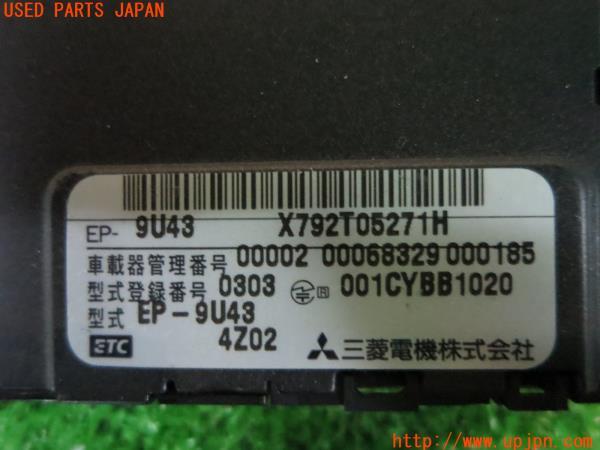 USED PARTS JAPAN
EP- 9U43 X792T05271H
車載器管理番号 00002 00068329 000185
型式登録番号 0303 R 001CYBB1020
型式 EP-9U43
ETC 4Z02 三菱電機株式会社
http://www.upjpn.com